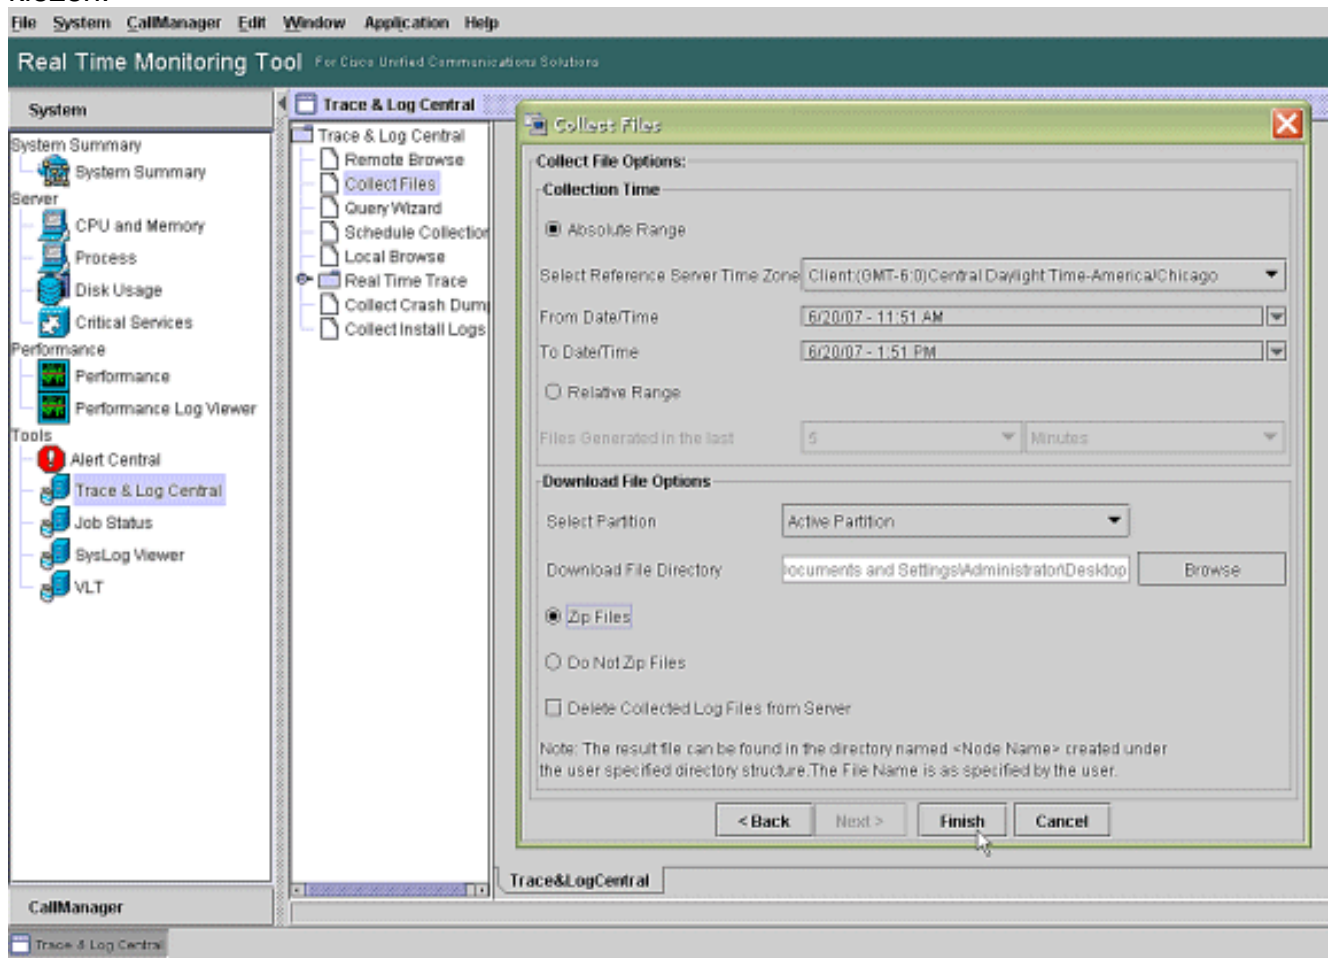 File System CallManager Edit Window Application Help
Real Time Monitoring Tool For Cisco Unified Communications Solutions
System
System Summary
System Summary
Server
CPU and Memory
Process
Disk Usage
Critical Services
Performance
Performance
Performance Log Viewer
Tools
Alert Central
Trace & Log Central
Job Status
SysLog Viewer
VLT
CallManager
Trace & Log Central
Trace & Log Central
Trace & Log Central
Remote Browse
Collect Files
Query Wizard
Schedule Collection
Local Browse
Real Time Trace
Collect Crash Dump
Collect Install Logs
Collect Files
Collect File Options:
Collection Time
Absolute Range
Select Reference Server Time Zone Client:(GMT-6:0)Central Daylight Time-America/Chicago
From Date/Time 6/20/07 - 11:51 AM
To Date/Time 6/20/07 - 1:51 PM
Relative Range
Files Generated in the last 5 Minutes
Download File Options
Select Partition Active Partition
Download File Directory ocuments and Settings\Administrator\Desktop Browse
Zip Files
Do Not Zip Files
Delete Collected Log Files from Server
Note: The result file can be found in the directory named <Node Name> created under
the user specified directory structure.The File Name is as specified by the user.
< Back Next > Finish Cancel
Trace&LogCentral